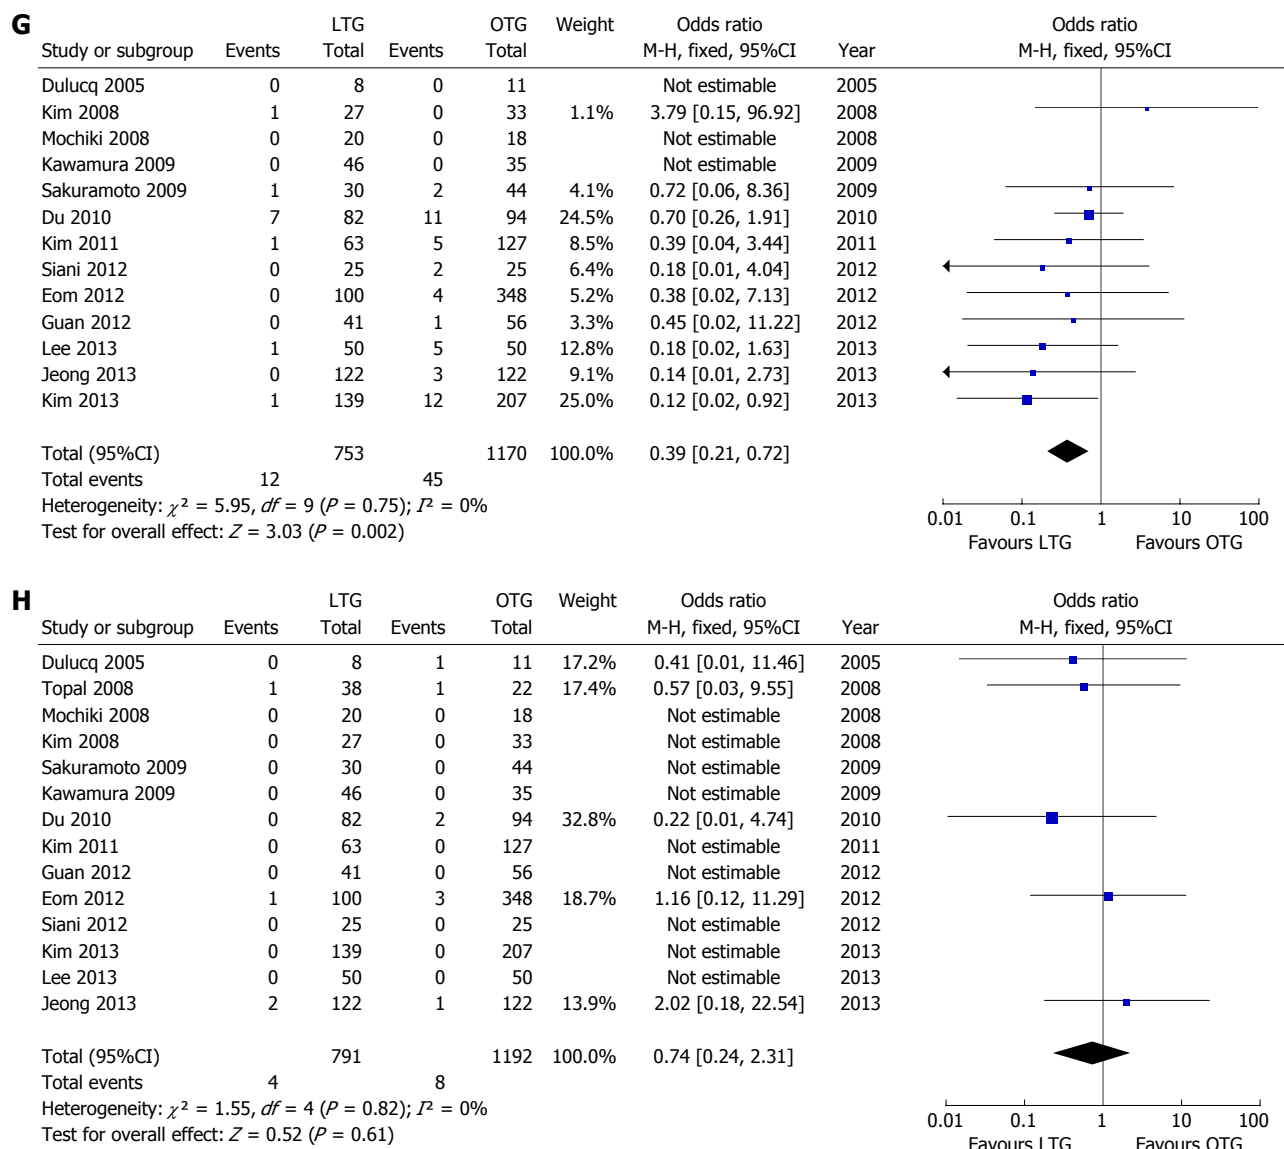 G LTG OTG Weight Odds ratio Odds ratio
Study or subgroup Events Total Events Total M-H, fixed, 95%CI Year M-H, fixed, 95%CI
Dulucq 2005 0 8 0 11 Not estimable 2005
Kim 2008 1 27 0 33 1.1% 3.79 [0.15, 96.92] 2008
Mochiki 2008 0 20 0 18 Not estimable 2008
Kawamura 2009 0 46 0 35 Not estimable 2009
Sakuramoto 2009 1 30 2 44 4.1% 0.72 [0.06, 8.36] 2009
Du 2010 7 82 11 94 24.5% 0.70 [0.26, 1.91] 2010
Kim 2011 1 63 5 127 8.5% 0.39 [0.04, 3.44] 2011
Siani 2012 0 25 2 25 6.4% 0.18 [0.01, 4.04] 2012
Eom 2012 0 100 4 348 5.2% 0.38 [0.02, 7.13] 2012
Guan 2012 0 41 1 56 3.3% 0.45 [0.02, 11.22] 2012
Lee 2013 1 50 5 50 12.8% 0.18 [0.02, 1.63] 2013
Jeong 2013 0 122 3 122 9.1% 0.14 [0.01, 2.73] 2013
Kim 2013 1 139 12 207 25.0% 0.12 [0.02, 0.92] 2013
Total (95%CI) 753 1170 100.0% 0.39 [0.21, 0.72]
Total events 12 45
Heterogeneity: χ² = 5.95, df = 9 (P = 0.75); I² = 0%
Test for overall effect: Z = 3.03 (P = 0.002)
0.01 0.1 1 10 100
Favours LTG Favours OTG
H LTG OTG Weight Odds ratio Odds ratio
Study or subgroup Events Total Events Total M-H, fixed, 95%CI Year M-H, fixed, 95%CI
Dulucq 2005 0 8 1 11 17.2% 0.41 [0.01, 11.46] 2005
Topal 2008 1 38 1 22 17.4% 0.57 [0.03, 9.55] 2008
Mochiki 2008 0 20 0 18 Not estimable 2008
Kim 2008 0 27 0 33 Not estimable 2008
Sakuramoto 2009 0 30 0 44 Not estimable 2009
Kawamura 2009 0 46 0 35 Not estimable 2009
Du 2010 0 82 2 94 32.8% 0.22 [0.01, 4.74] 2010
Kim 2011 0 63 0 127 Not estimable 2011
Guan 2012 0 41 0 56 Not estimable 2012
Eom 2012 1 100 3 348 18.7% 1.16 [0.12, 11.29] 2012
Siani 2012 0 25 0 25 Not estimable 2012
Kim 2013 0 139 0 207 Not estimable 2013
Lee 2013 0 50 0 50 Not estimable 2013
Jeong 2013 2 122 1 122 13.9% 2.02 [0.18, 22.54] 2013
Total (95%CI) 791 1192 100.0% 0.74 [0.24, 2.31]
Total events 4 8
Heterogeneity: χ² = 1.55, df = 4 (P = 0.82); I² = 0%
Test for overall effect: Z = 0.52 (P = 0.61)
0.01 0.1 1 10 100
Favours LTG Favours OTG